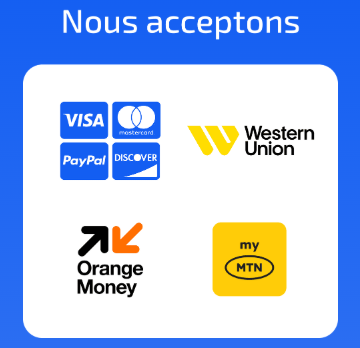 Nous acceptons
VISA
mastercard
PayPal
DISCOVER
Western
Union
Orange
Money
my
MTN